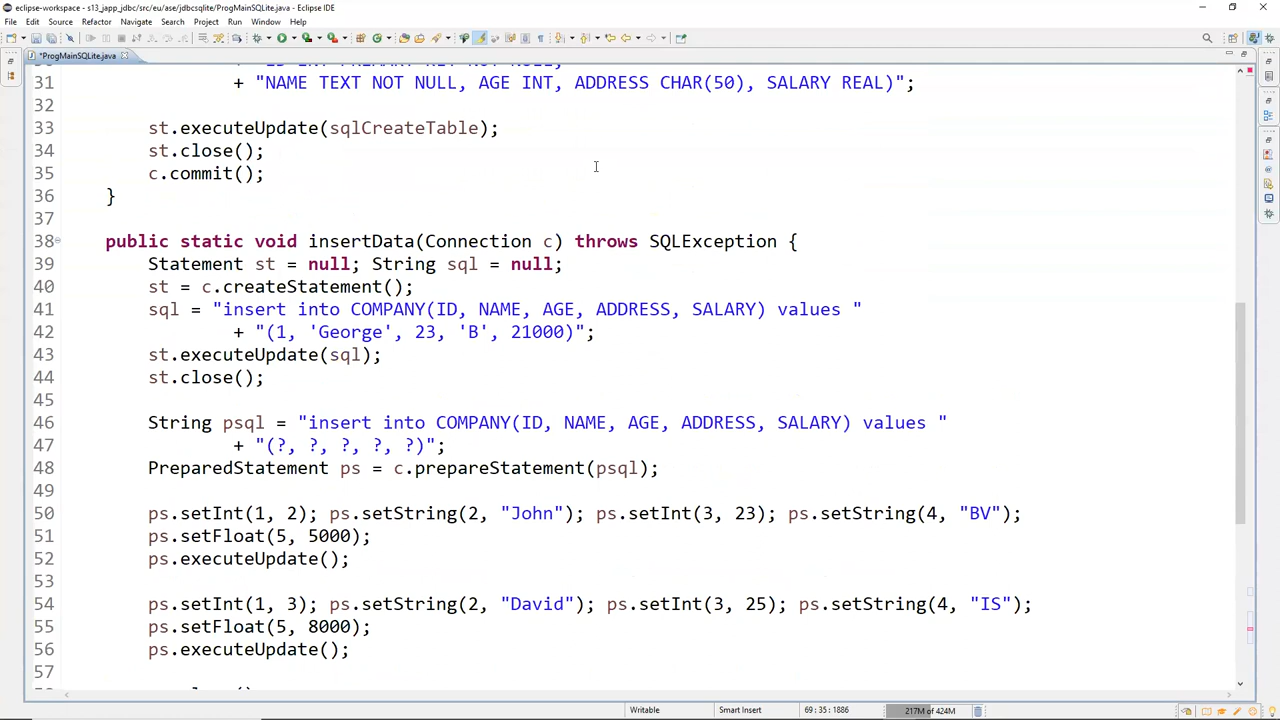 eclipse-workspace - s13_japp_jdbc/src/eu/ase/jdbcsqlite/ProgMainSQLite.java - Eclipse IDE
File Edit Source Refactor Navigate Search Project Run Window Help
*ProgMainSQLite.java
31 + "NAME TEXT NOT NULL, AGE INT, ADDRESS CHAR(50), SALARY REAL)";
32
33 st.executeUpdate(sqlCreateTable);
34 st.close();
35 c.commit();
36 }
37
38 public static void insertData(Connection c) throws SQLException {
39 Statement st = null; String sql = null;
40 st = c.createStatement();
41 sql = "insert into COMPANY(ID, NAME, AGE, ADDRESS, SALARY) values "
42 + "(1, 'George', 23, 'B', 21000)";
43 st.executeUpdate(sql);
44 st.close();
45
46 String psql = "insert into COMPANY(ID, NAME, AGE, ADDRESS, SALARY) values "
47 + "(?, ?, ?, ?, ?)";
48 PreparedStatement ps = c.prepareStatement(psql);
49
50 ps.setInt(1, 2); ps.setString(2, "John"); ps.setInt(3, 23); ps.setString(4, "BV");
51 ps.setFloat(5, 5000);
52 ps.executeUpdate();
53
54 ps.setInt(1, 3); ps.setString(2, "David"); ps.setInt(3, 25); ps.setString(4, "IS");
55 ps.setFloat(5, 8000);
56 ps.executeUpdate();
57
Writable Smart Insert 69 : 35 : 1886 217M of 424M